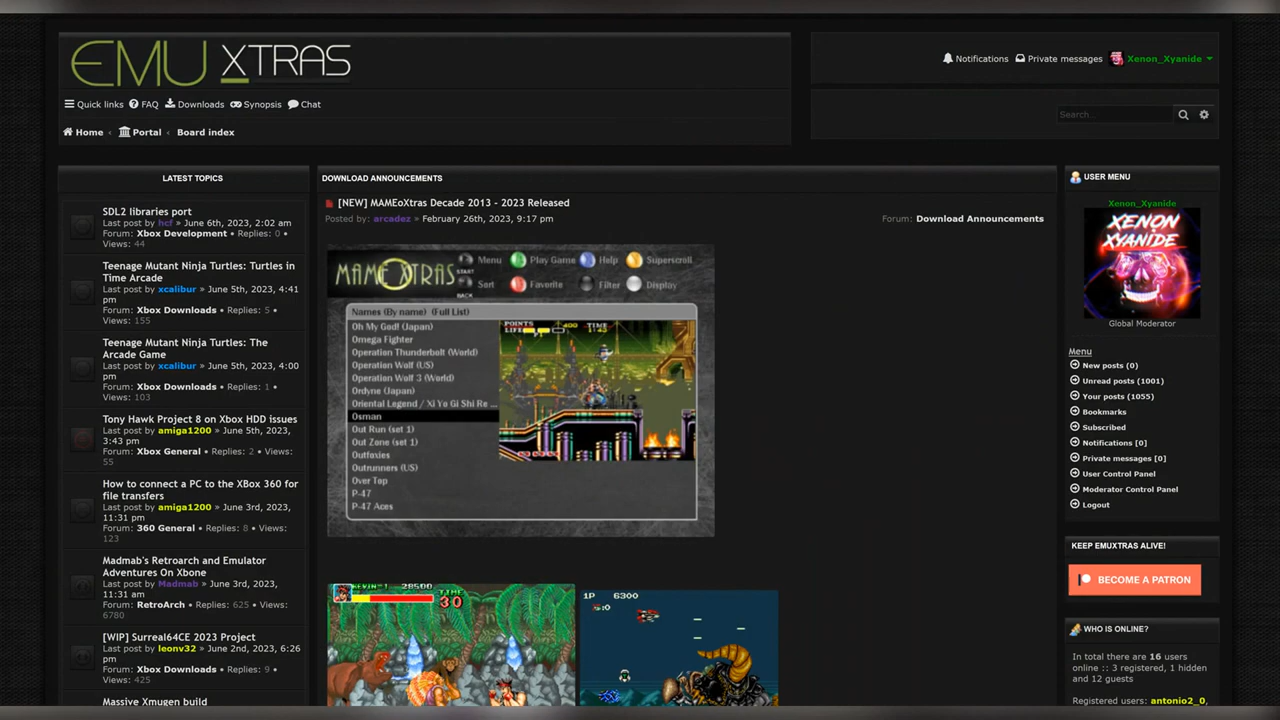 EMU XTRAS
Notifications Private messages Xenon_Xyanide
Quick links FAQ Downloads Synopsis Chat
Search...
Home ‹ Portal ‹ Board index
LATEST TOPICS
SDL2 libraries port
Last post by hcf » June 6th, 2023, 2:02 am
Forum: Xbox Development • Replies: 0 •
Views: 44
Teenage Mutant Ninja Turtles: Turtles in
Time Arcade
Last post by xcalibur » June 5th, 2023, 4:41
pm
Forum: Xbox Downloads • Replies: 5 •
Views: 155
Teenage Mutant Ninja Turtles: The
Arcade Game
Last post by xcalibur » June 5th, 2023, 4:00
pm
Forum: Xbox Downloads • Replies: 1 •
Views: 103
Tony Hawk Project 8 on Xbox HDD issues
Last post by amiga1200 » June 5th, 2023,
3:43 pm
Forum: Xbox General • Replies: 2 • Views:
55
How to connect a PC to the XBox 360 for
file transfers
Last post by amiga1200 » June 3rd, 2023,
11:31 pm
Forum: 360 General • Replies: 8 • Views:
123
Madmab's Retroarch and Emulator
Adventures On Xbone
Last post by Madmab » June 3rd, 2023,
11:31 am
Forum: RetroArch • Replies: 625 • Views:
6780
[WIP] Surreal64CE 2023 Project
Last post by leonv32 » June 2nd, 2023, 6:26
pm
Forum: Xbox Downloads • Replies: 9 •
Views: 425
Massive Xmugen build
DOWNLOAD ANNOUNCEMENTS
[NEW] MAMEoXtras Decade 2013 - 2023 Released
Posted by: arcadez » February 26th, 2023, 9:17 pm
Forum: Download Announcements
MAMEOXTRAS
START Menu Play Game Help Superscroll
BACK Sort Favorite Filter Display
Names (By name) (Full List)
Oh My God! (Japan)
Omega Fighter
Operation Thunderbolt (World)
Operation Wolf (US)
Operation Wolf 3 (World)
Ordyne (Japan)
Oriental Legend / Xi Yo Gi Shi Re ...
Osman
Out Run (set 1)
Out Zone (set 1)
Outfoxies
Outrunners (US)
Over Top
P-47
P-47 Aces
POINTS 400 TIME
LIFE
28500
TIME
30
1P 6300
:0
USER MENU
Xenon_Xyanide
XENON
XYANIDE
Global Moderator
Menu
New posts (0)
Unread posts (1001)
Your posts (1055)
Bookmarks
Subscribed
Notifications [0]
Private messages [0]
User Control Panel
Moderator Control Panel
Logout
KEEP EMUXTRAS ALIVE!
BECOME A PATRON
WHO IS ONLINE?
In total there are 16 users
online :: 3 registered, 1 hidden
and 12 guests
Registered users: antonio2_0,